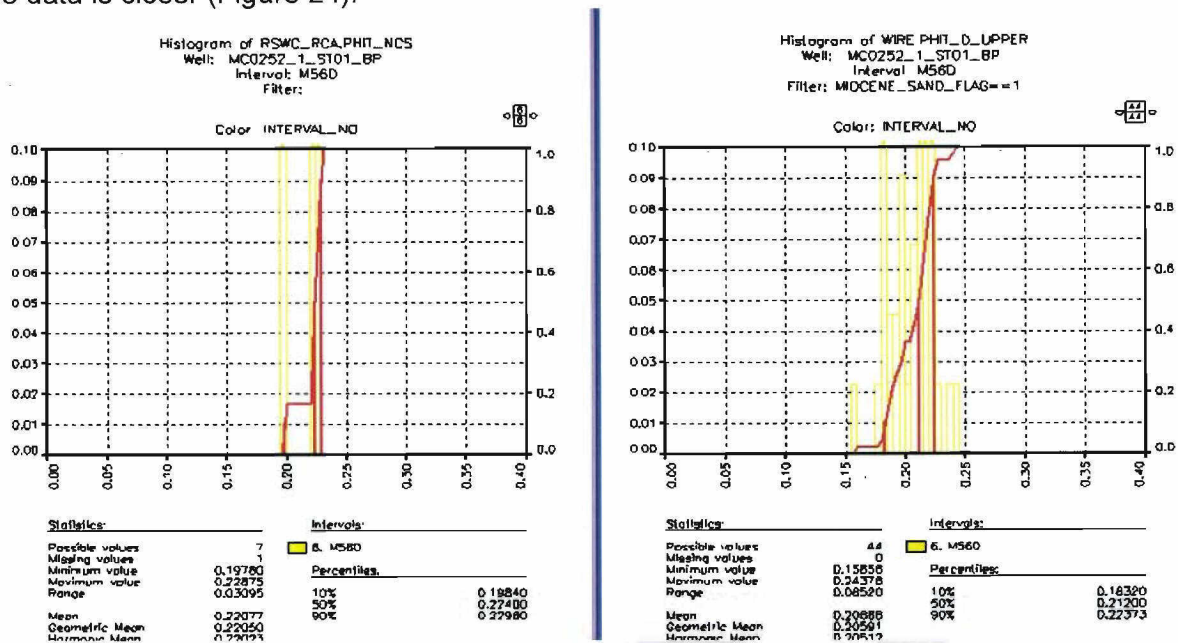 s data is closer (Figure 24).
Histogram of RSWC_RCA.PHIT_NCS
Well: MC0252_1_ST01_BP
Interval: M56D
Filter:
Color: INTERVAL_NO
6
6
0.10
0.09
0.08
0.07
0.06
0.05
0.04
0.03
0.02
0.01
0.00
1.0
0.8
0.6
0.4
0.2
0.0
0.00
0.05
0.10
0.15
0.20
0.25
0.30
0.35
0.40
Statistics:
Possible values 7
Missing values 1
Minimum value 0.19780
Maximum value 0.22875
Range 0.03095
Mean 0.22077
Geometric Mean 0.22050
Harmonic Mean 0.22023
Intervals:
6. M56D
Percentiles:
10% 0.19840
50% 0.22400
90% 0.22980
Histogram of WIRE.PHIT_D_UPPER
Well: MC0252_1_ST01_BP
Interval: M56D
Filter: MIOCENE_SAND_FLAG==1
Color: INTERVAL_NO
44
44
0.10
0.09
0.08
0.07
0.06
0.05
0.04
0.03
0.02
0.01
0.00
1.0
0.8
0.6
0.4
0.2
0.0
0.00
0.05
0.10
0.15
0.20
0.25
0.30
0.35
0.40
Statistics:
Possible values 44
Missing values 0
Minimum value 0.15858
Maximum value 0.24378
Range 0.08520
Mean 0.20688
Geometric Mean 0.20591
Harmonic Mean 0.20512
Intervals:
6. M56D
Percentiles:
10% 0.18320
50% 0.21200
90% 0.22373